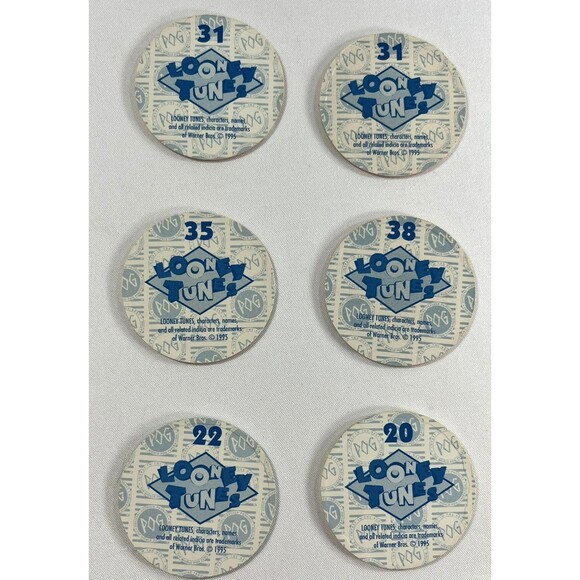 31
LOONEY
TUNES
LOONEY TUNES, characters, names,
and all related indicia are trademarks
of Warner Bros. © 1995
31
LOONEY
TUNES
LOONEY TUNES, characters, names,
and all related indicia are trademarks
of Warner Bros. © 1995
35
LOONEY
TUNES
LOONEY TUNES, characters, names,
and all related indicia are trademarks
of Warner Bros. © 1995
38
LOONEY
TUNES
LOONEY TUNES, characters, names,
and all related indicia are trademarks
of Warner Bros. © 1995
22
LOONEY
TUNES
LOONEY TUNES, characters, names,
and all related indicia are trademarks
of Warner Bros. © 1995
20
LOONEY
TUNES
LOONEY TUNES, characters, names,
and all related indicia are trademarks
of Warner Bros. © 1995